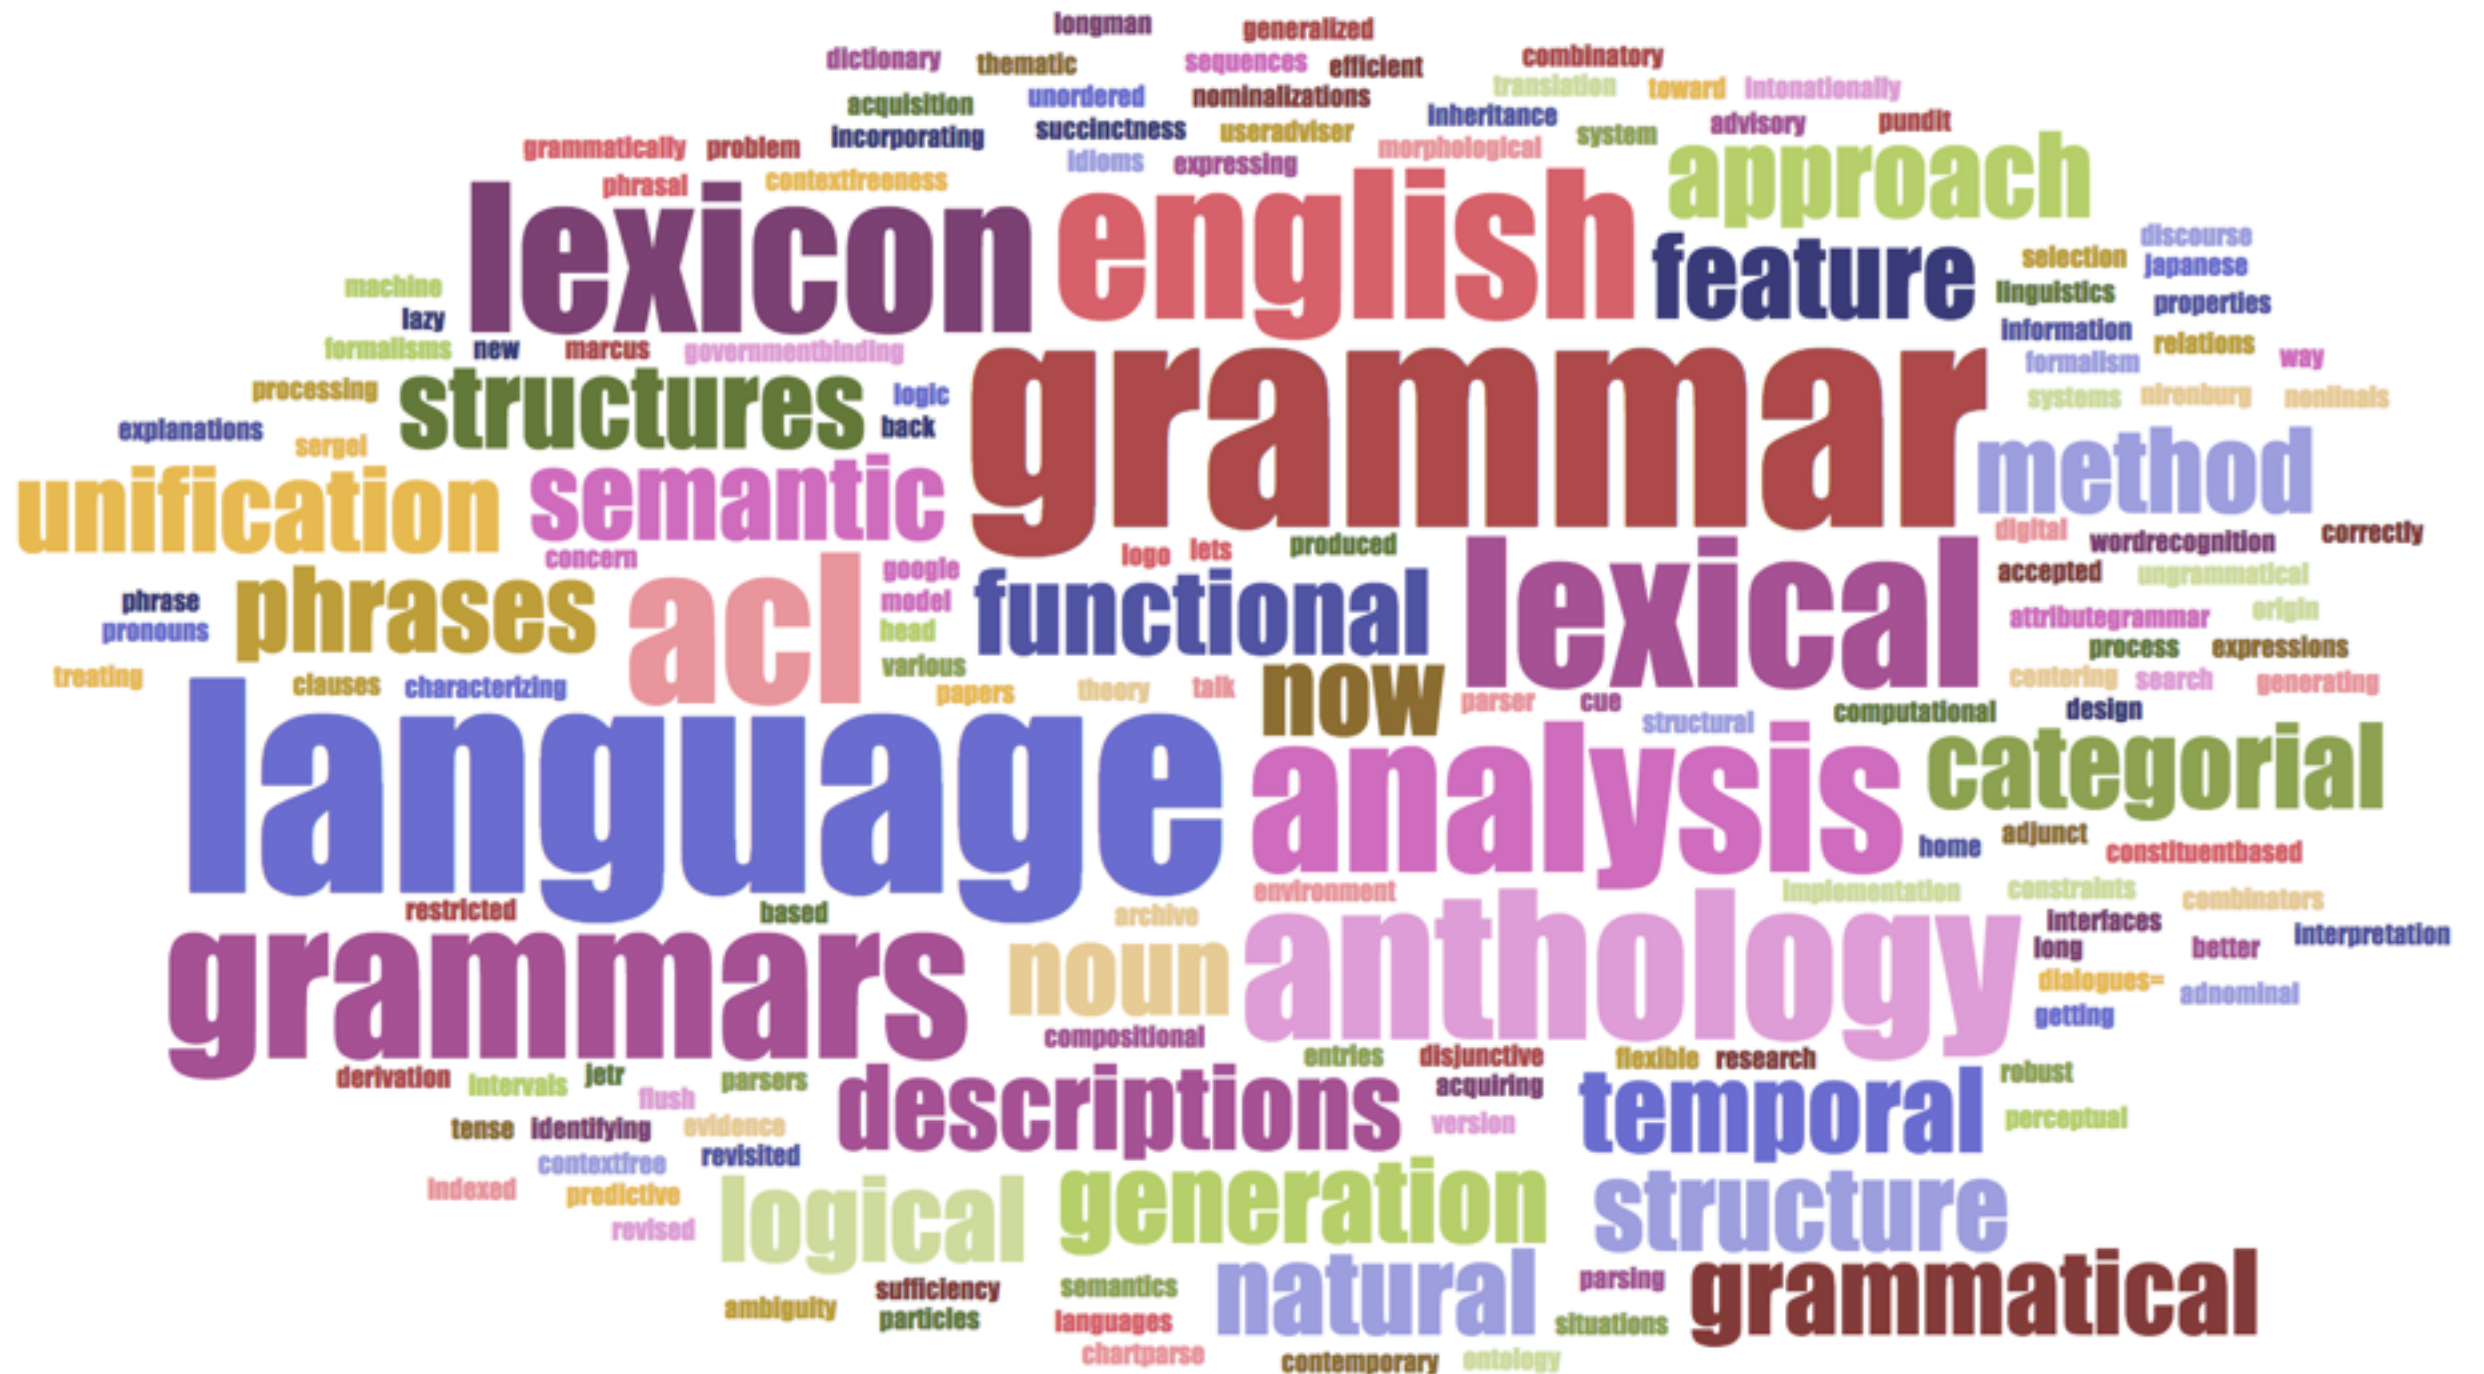 longman generalized
dictionary thematic sequences efficient combinatory
acquisition unordered nominalizations translation toward intonationally
grammatically problem incorporating succinctness useradviser inheritance system advisory pundit
phrasal contextfreeness idioms expressing morphological approach
lexicon english feature
machine discourse
lazy selection japanese
formalisms new marcus governmentbinding linguistics properties
information relations
processing structures logic grammar formalism way
explanations sergei back systems nirenburg nonlinals
unification semantic method
concern logo lets produced digital wordrecognition correctly
phrase phrases acl google functional lexical accepted ungrammatical
pronouns model attributegrammar origin
head process expressions
treating clauses characterizing various papers theory talk now parser cue centering search generating
structural computational design
language analysis categorial
home adjunct constituentbased
restricted based archive environment implementation constraints combinators
grammars noun anthology interfaces
long better interpretation
dialogues= adnominal
compositional getting
derivation intervals jetr parsers entries disjunctive flexible research robust
flush descriptions acquiring temporal
tense identifying evidence version perceptual
contextfree revisited
indexed predictive logical generation structure
revised
ambiguity sufficiency semantics natural parsing grammatical
particles languages situations
chartparse contemporary ontology